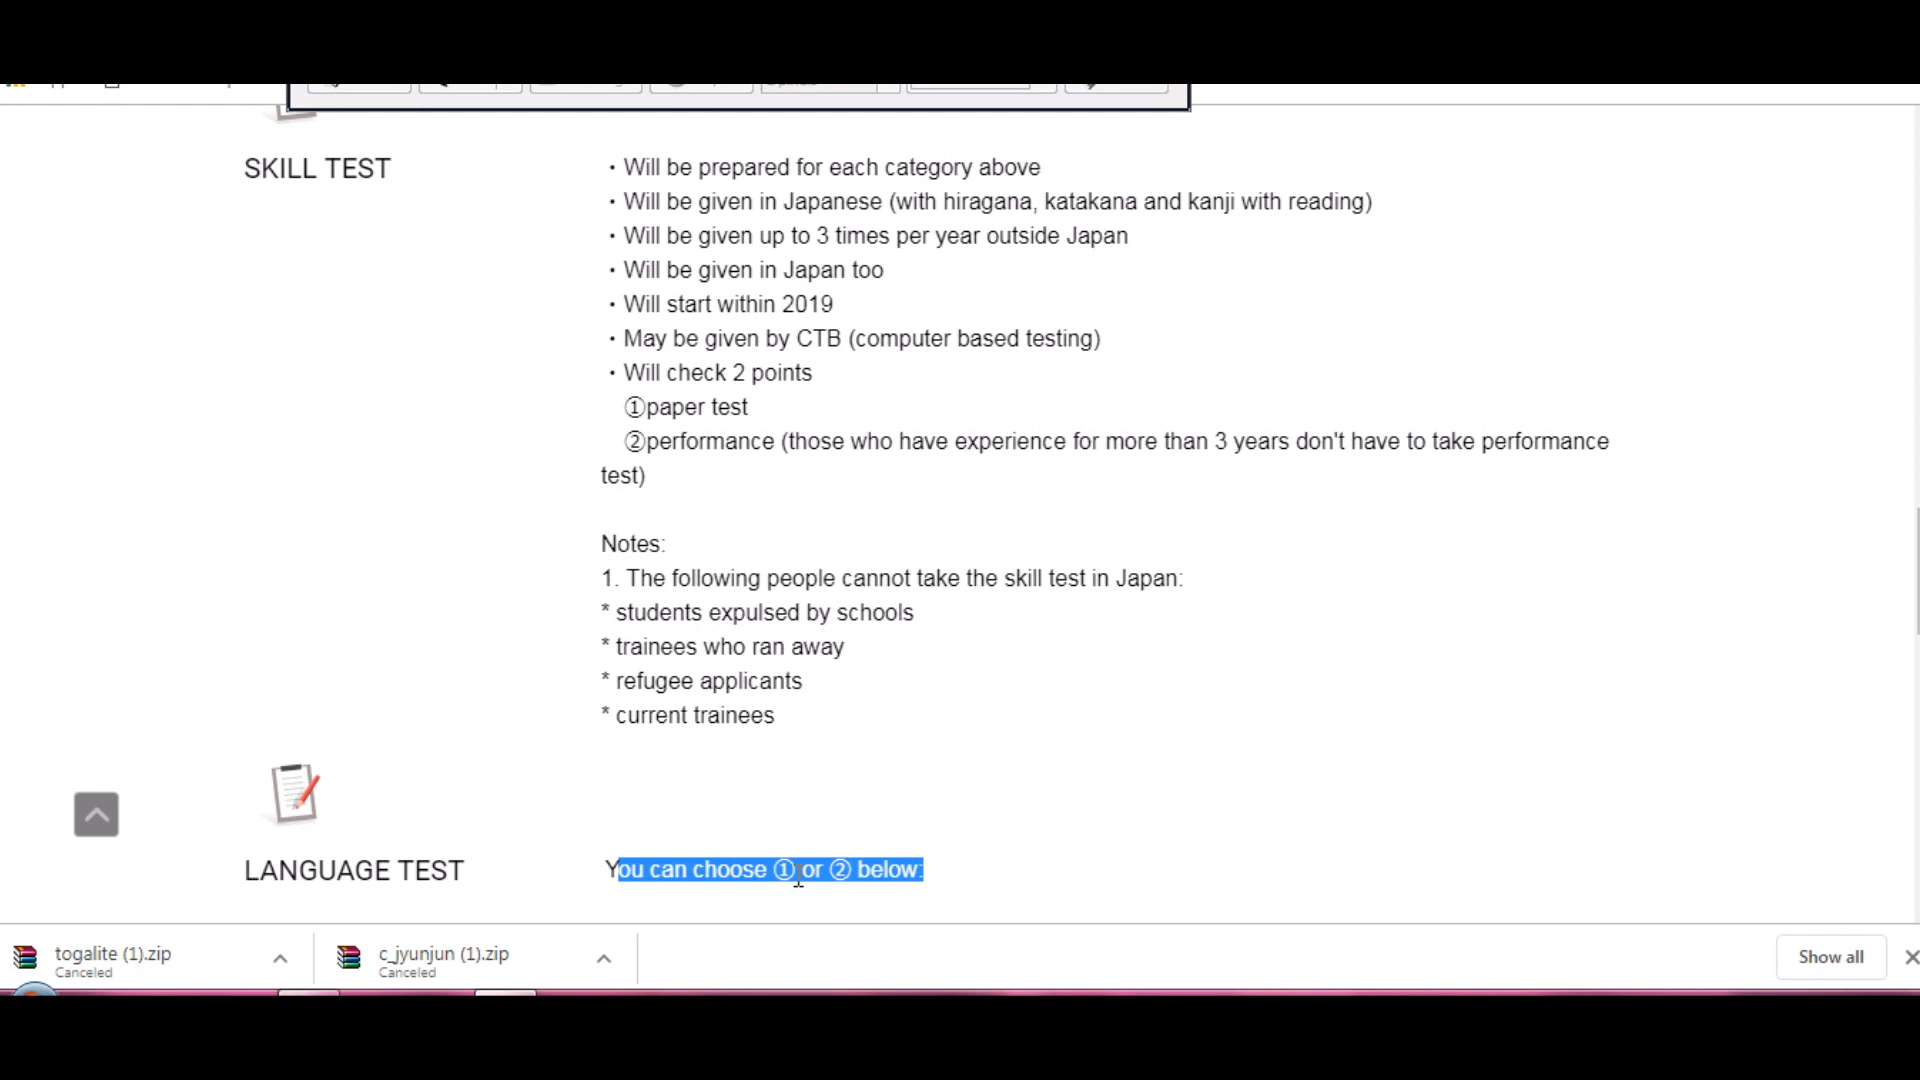 SKILL TEST
・Will be prepared for each category above
・Will be given in Japanese (with hiragana, katakana and kanji with reading)
・Will be given up to 3 times per year outside Japan
・Will be given in Japan too
・Will start within 2019
・May be given by CTB (computer based testing)
・Will check 2 points
①paper test
②performance (those who have experience for more than 3 years don't have to take performance
test)
Notes:
1. The following people cannot take the skill test in Japan:
* students expulsed by schools
* trainees who ran away
* refugee applicants
* current trainees
LANGUAGE TEST
You can choose ① or ② below:
togalite (1).zip
Canceled
c_jyunjun (1).zip
Canceled
Show all